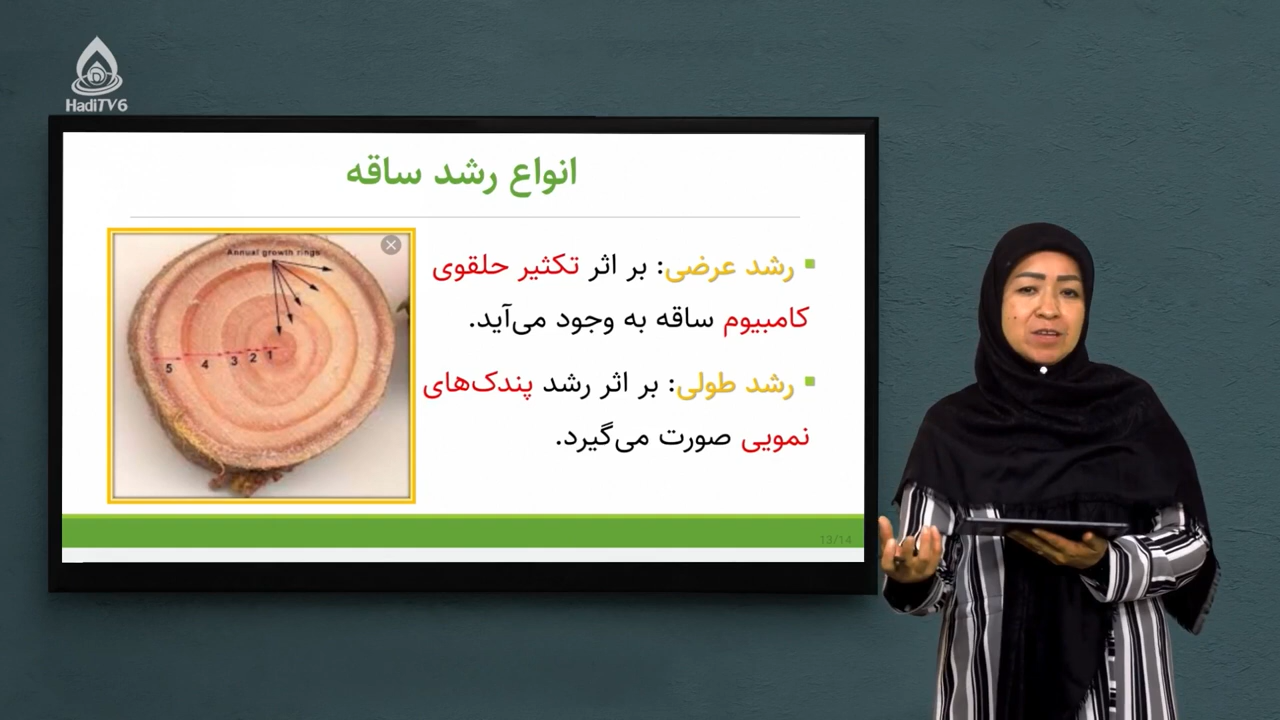 HadiTV6
انواع رشد ساقه
رشد عرضی: بر اثر تکثیر حلقوی
کامبیوم ساقه به وجود می‌آید.
رشد طولی: بر اثر رشد پندک‌های
نمویی صورت می‌گیرد.
Annual growth rings
5 4 3 2 1
13/14